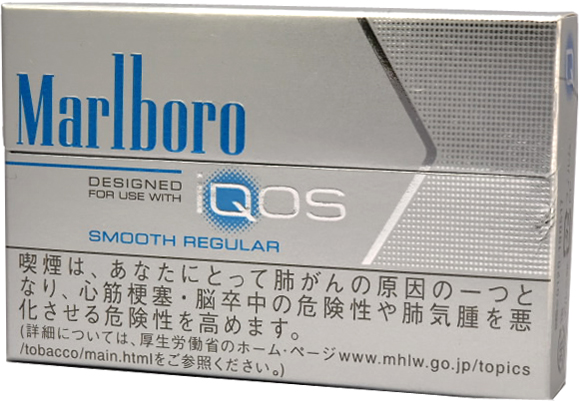 Marlboro
DESIGNED
FOR USE WITH
iQOS
SMOOTH REGULAR
喫煙は、あなたにとって肺がんの原因の一つと
なり、心筋梗塞・脳卒中の危険性や肺気腫を悪
化させる危険性を高めます。
(詳細については、厚生労働省のホーム・ページwww.mhlw.go.jp/topics
/tobacco/main.htmlをご参照ください。)